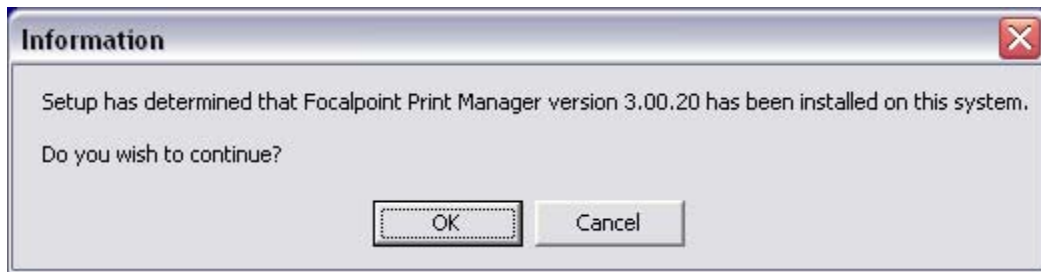 Information
Setup has determined that Focalpoint Print Manager version 3.00.20 has been installed on this system.
Do you wish to continue?
OK
Cancel